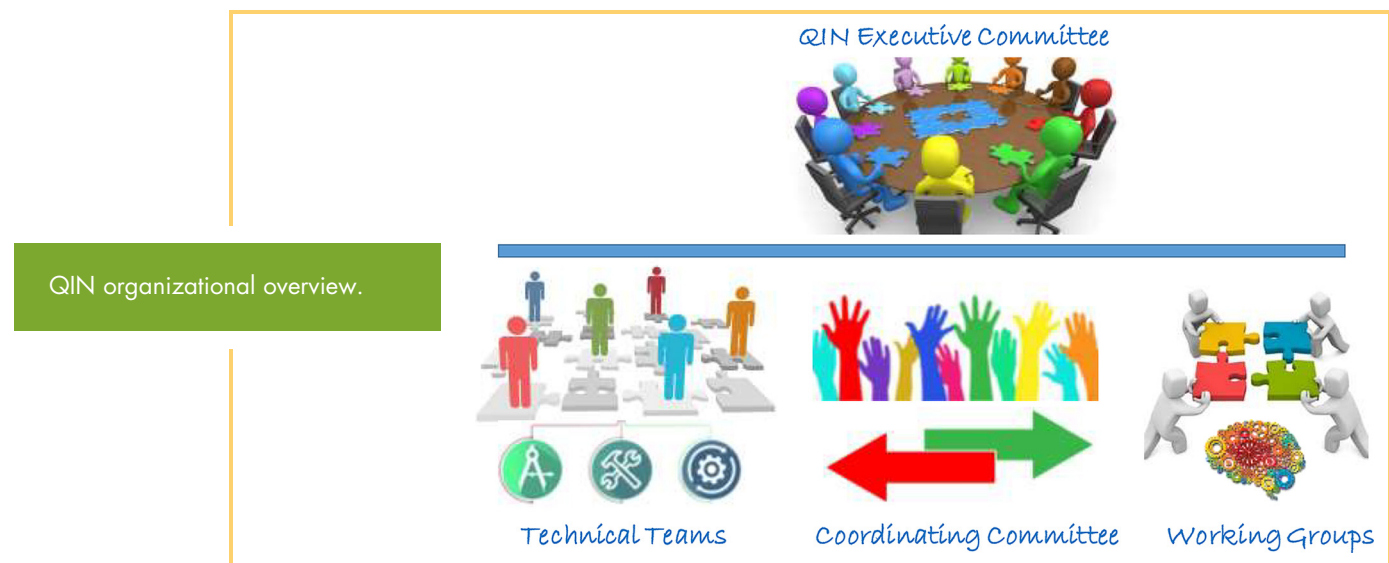 QIN Executive Committee
QIN organizational overview.
Technical Teams
Coordinating Committee
Working Groups